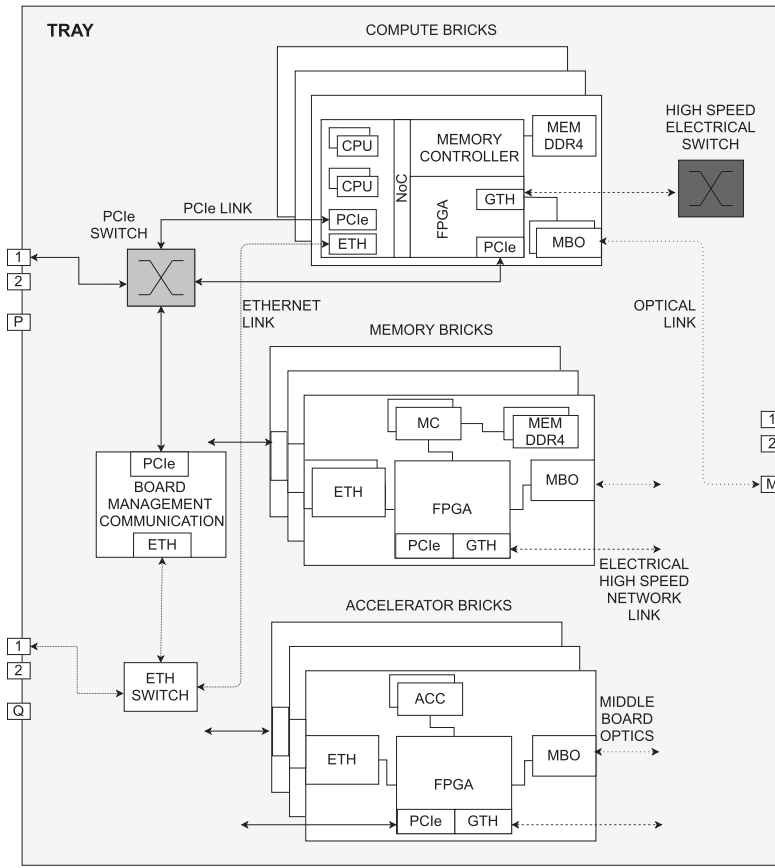 TRAY
COMPUTE BRICKS
CPU
CPU
PCIe
ETH
NoC
MEMORY
CONTROLLER
FPGA
GTH
PCIe
MEM
DDR4
MBO
HIGH SPEED
ELECTRICAL
SWITCH
PCIe LINK
PCIe
SWITCH
1
2
P
ETHERNET
LINK
OPTICAL
LINK
MEMORY BRICKS
MC
MEM
DDR4
ETH
FPGA
MBO
PCIe
GTH
1
2
M
PCIe
BOARD
MANAGEMENT
COMMUNICATION
ETH
ELECTRICAL
HIGH SPEED
NETWORK
LINK
ACCELERATOR BRICKS
1
2
Q
ETH
SWITCH
ACC
ETH
FPGA
MBO
PCIe
GTH
MIDDLE
BOARD
OPTICS